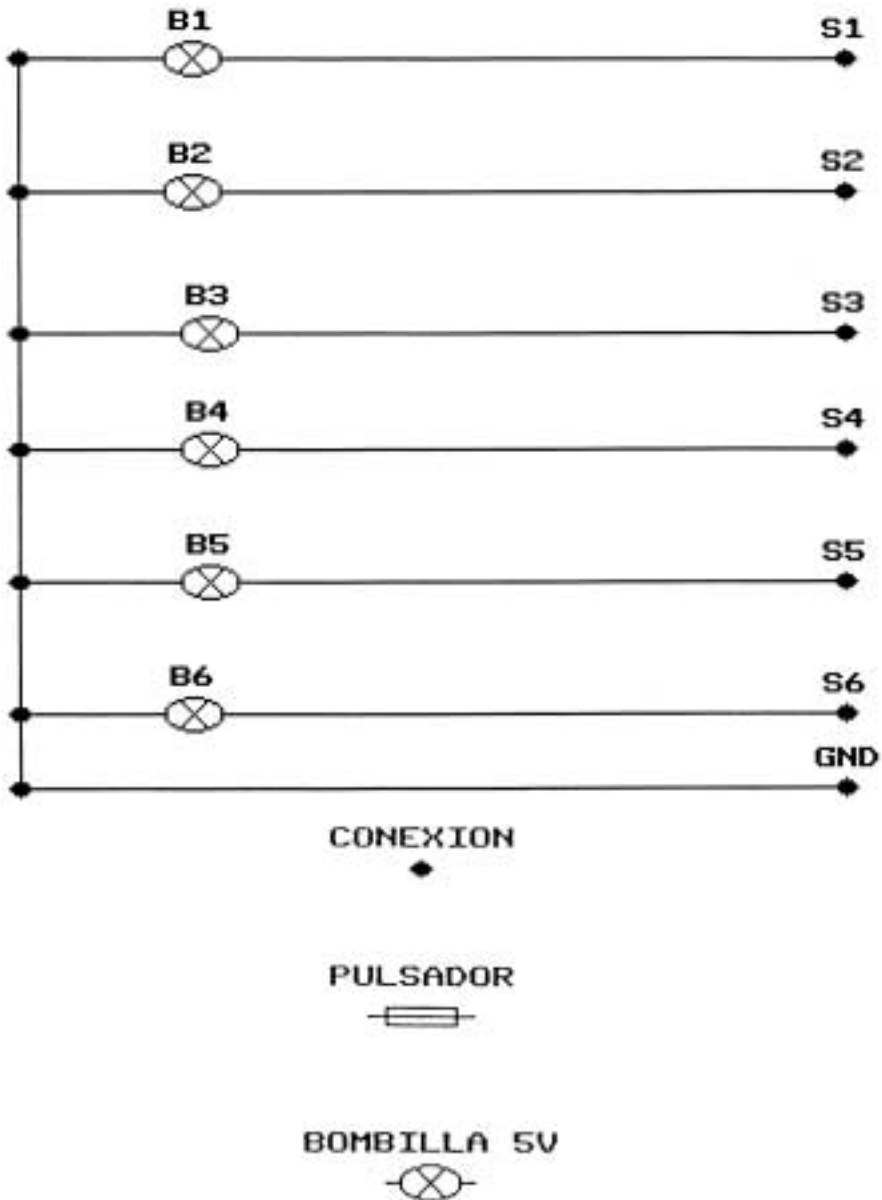 B1
S1
B2
S2
B3
S3
B4
S4
B5
S5
B6
S6
GND
CONEXION
PULSADOR
BOMBILLA 5V